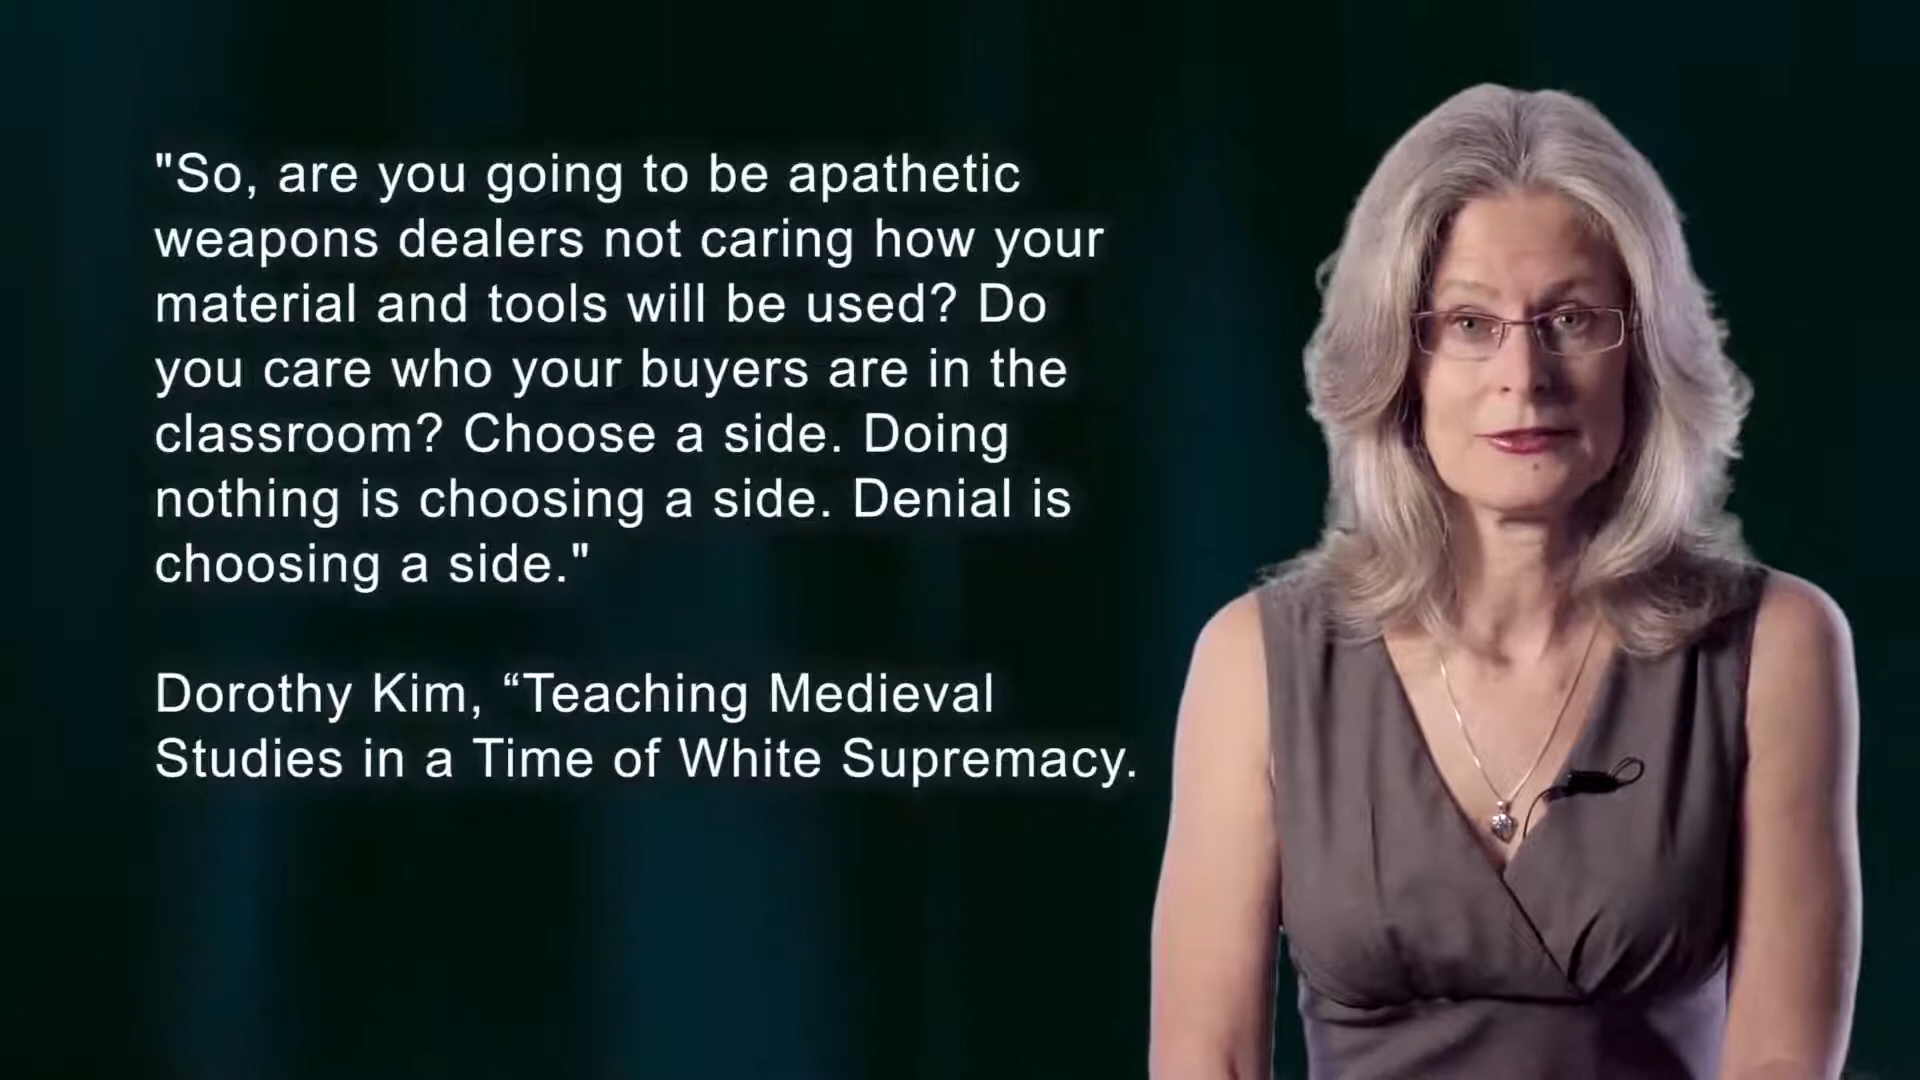 "So, are you going to be apathetic
weapons dealers not caring how your
material and tools will be used? Do
you care who your buyers are in the
classroom? Choose a side. Doing
nothing is choosing a side. Denial is
choosing a side."
Dorothy Kim, “Teaching Medieval
Studies in a Time of White Supremacy.